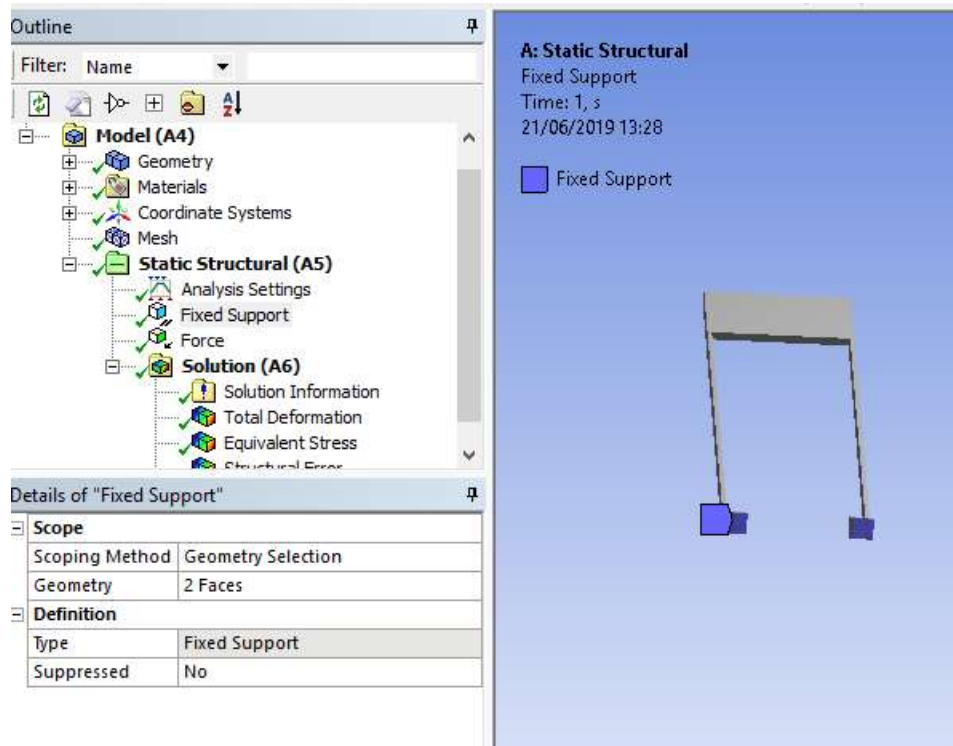 Outline
Filter: Name
Model (A4)
Geometry
Materials
Coordinate Systems
Mesh
Static Structural (A5)
Analysis Settings
Fixed Support
Force
Solution (A6)
Solution Information
Total Deformation
Equivalent Stress
Structural Error
Details of "Fixed Support"
Scope
Scoping Method Geometry Selection
Geometry 2 Faces
Definition
Type Fixed Support
Suppressed No
A: Static Structural
Fixed Support
Time: 1, s
21/06/2019 13:28
Fixed Support